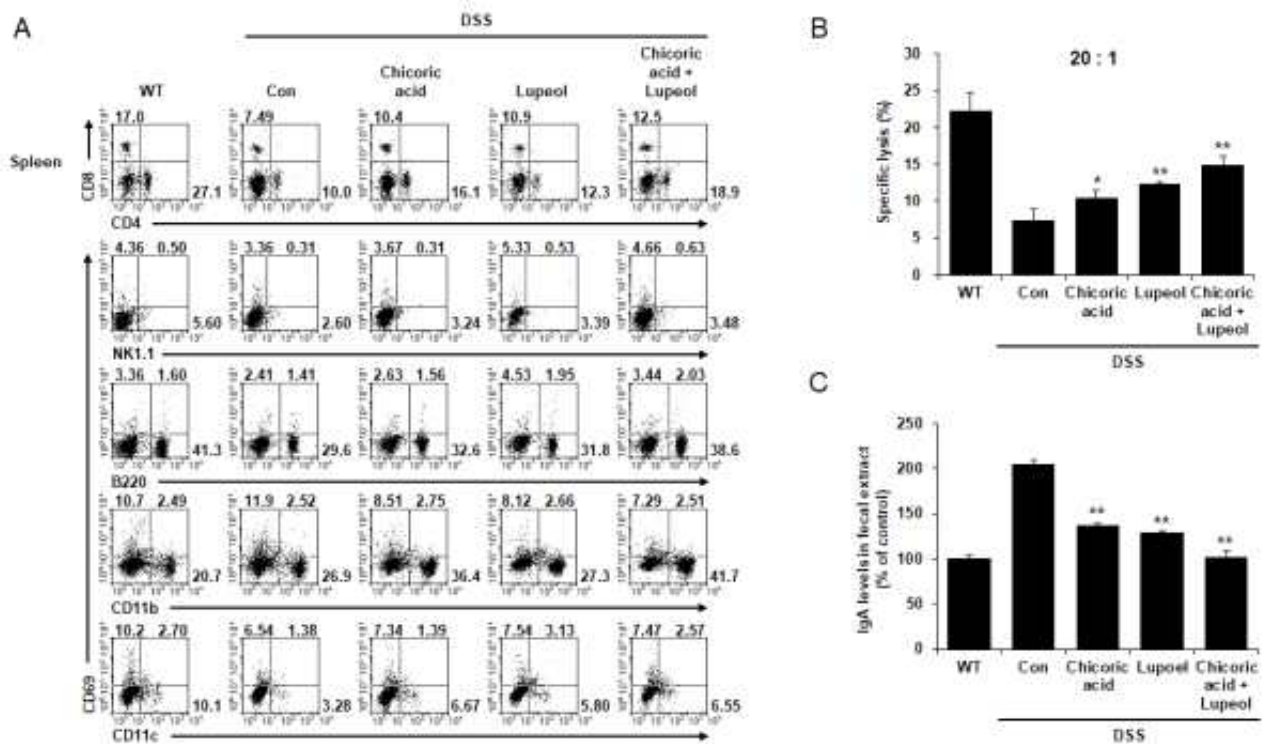 A
DSS
WT
Con
Chicoric
acid
Lupeol
Chicoric
acid +
Lupeol
Spleen
CD8
17.0
7.49
10.4
10.9
12.5
27.1
10.0
16.1
12.3
18.9
CD4
4.36 0.50
3.36 0.31
3.67 0.31
5.33 0.53
4.66 0.63
5.60
2.60
3.24
3.39
3.48
NK1.1
3.36 1.60
2.41 1.41
2.63 1.56
4.53 1.95
3.44 2.03
41.3
29.6
32.6
31.8
38.6
B220
10.7 2.49
11.9 2.52
8.51 2.75
8.12 2.66
7.29 2.51
20.7
26.9
36.4
27.3
41.7
CD11b
10.2 2.70
6.54 1.38
7.34 1.39
7.54 3.13
7.47 2.57
10.1
3.28
6.67
5.80
6.55
CD69
CD11c
B
20 : 1
Specific lysis (%)
30
25
20
15
10
5
0
*
**
**
WT
Con
Chicoric
acid
Lupeol
Chicoric
acid +
Lupeol
DSS
C
IgA levels in fecal extract
(% of control)
250
200
150
100
50
0
**
**
**
WT
Con
Chicoric
acid
Lupoel
Chicoric
acid +
Lupeol
DSS